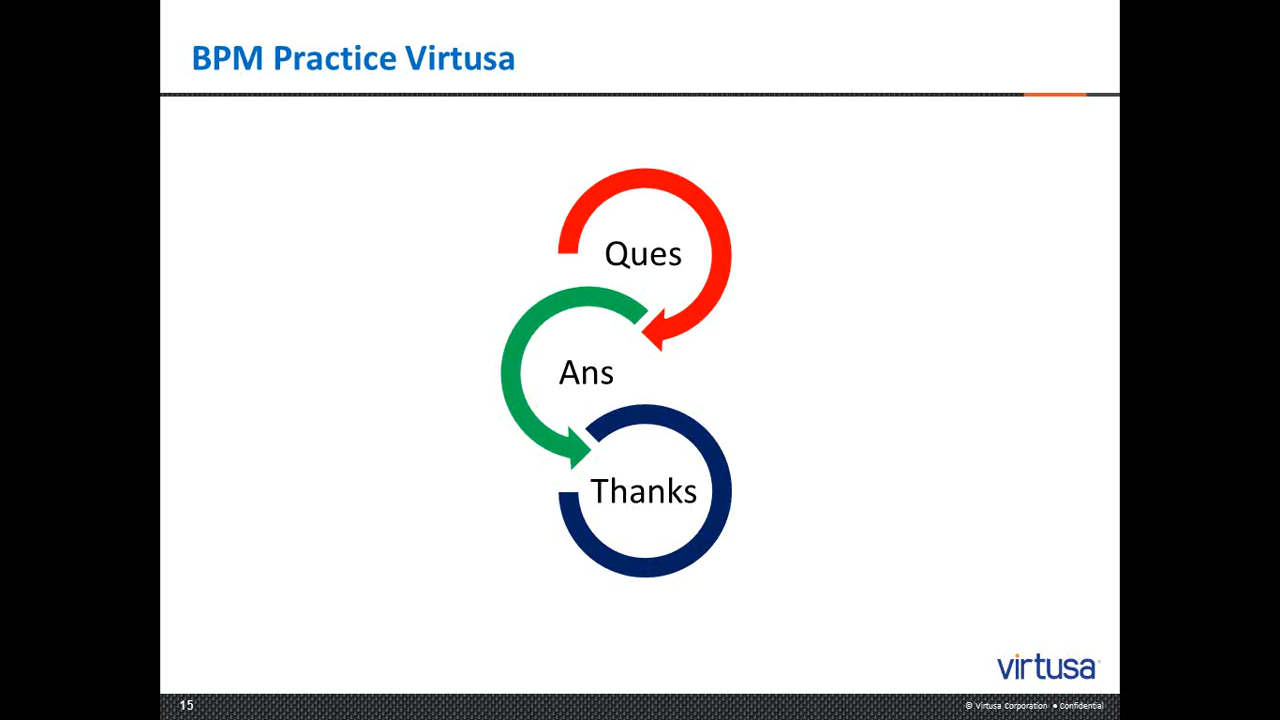 BPM Practice Virtusa
Ques
Ans
Thanks
virtusa
15
© Virtusa Corporation ● Confidential